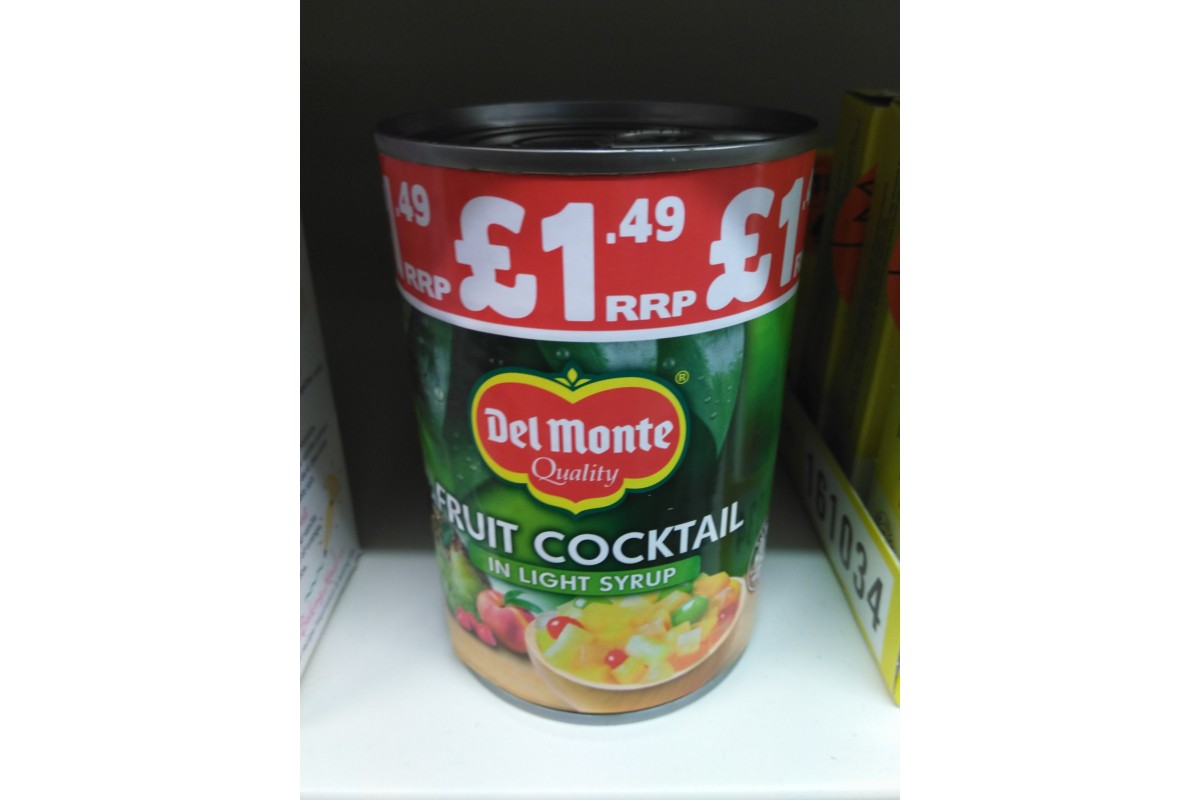 .49
RRP
£1.49
RRP
£1
Del Monte
®
Quality
FRUIT COCKTAIL
IN LIGHT SYRUP
161034